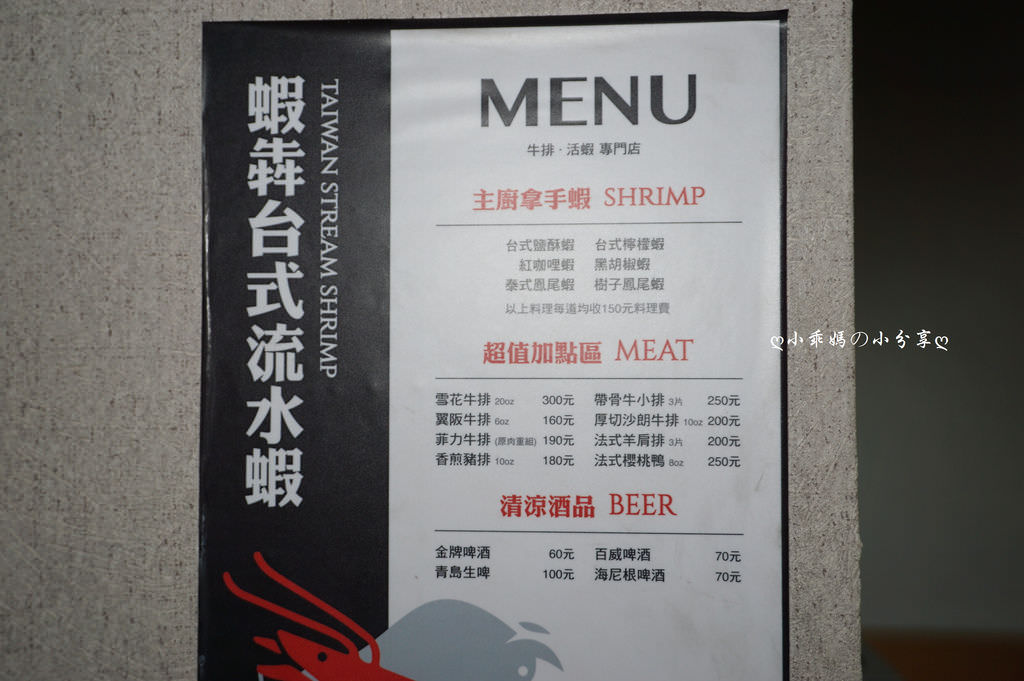 蝦犇台式流水蝦
TAIWAN STREAM SHRIMP
MENU
牛排 · 活蝦 專門店
主廚拿手蝦 SHRIMP
台式鹽酥蝦 台式檸檬蝦
紅咖哩蝦 黑胡椒蝦
泰式鳳尾蝦 樹子鳳尾蝦
以上料理每道均收150元料理費
超值加點區 MEAT
雪花牛排 20oz 300元 帶骨牛小排 3片 250元
翼阪牛排 6oz 160元 厚切沙朗牛排 10oz 200元
菲力牛排 (原肉重組) 190元 法式羊肩排 3片 200元
香煎豬排 10oz 180元 法式櫻桃鴨 8oz 250元
清涼酒品 BEER
金牌啤酒 60元 百威啤酒 70元
青島生啤 100元 海尼根啤酒 70元
ღ小乖媽の小分享ღ